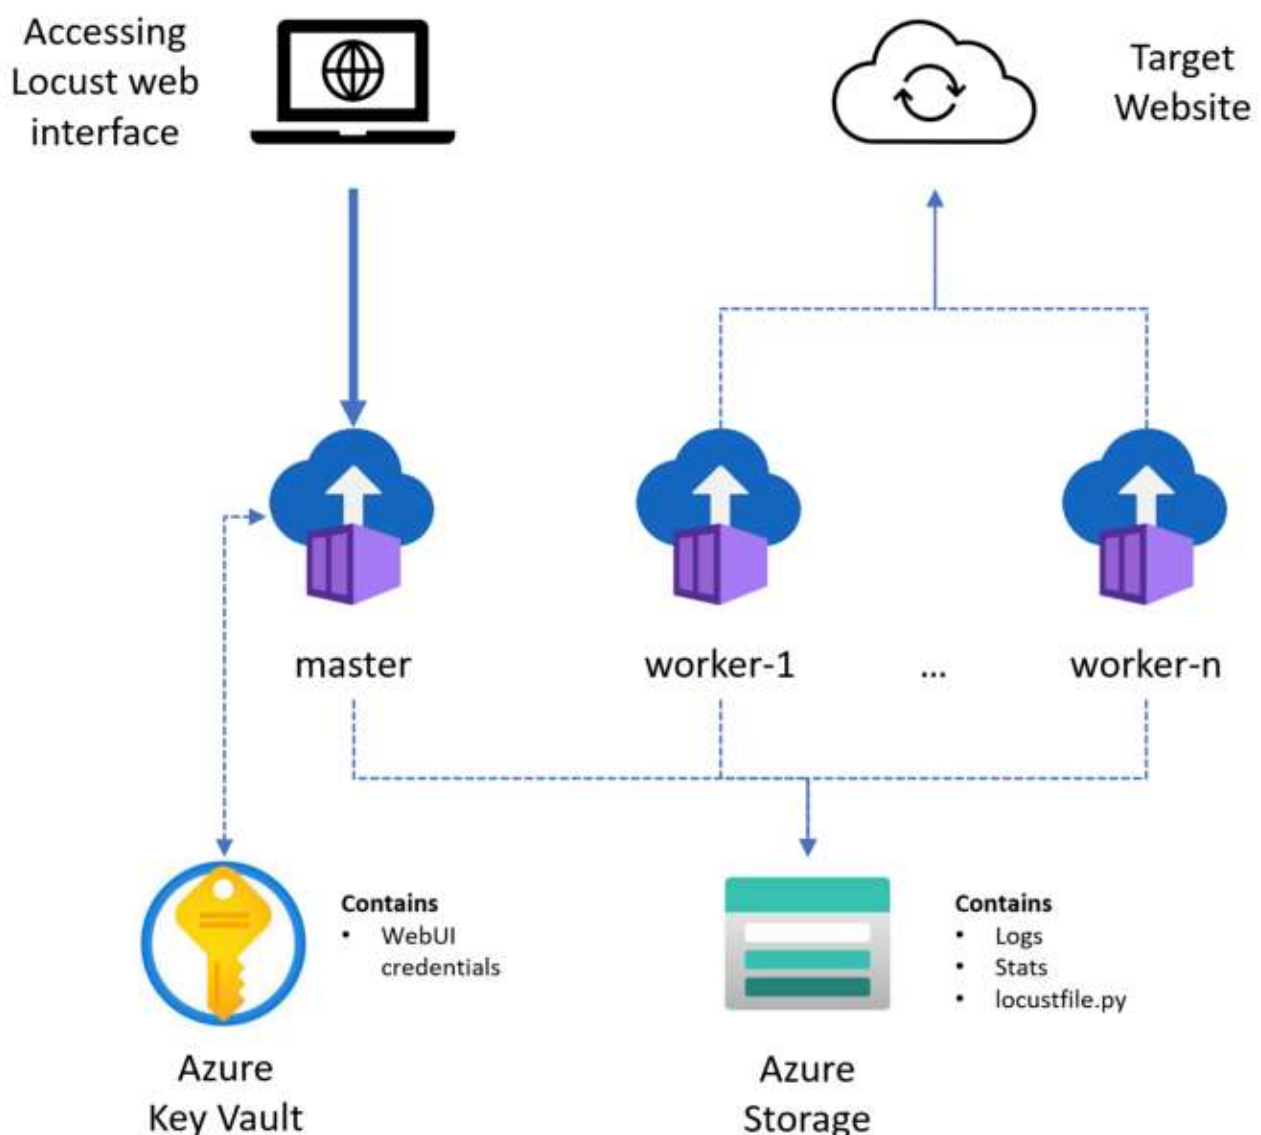 Accessing
Locust web
interface
Target
Website
master
worker-1
...
worker-n
Contains
• WebUI
credentials
Contains
• Logs
• Stats
• locustfile.py
Azure
Key Vault
Azure
Storage